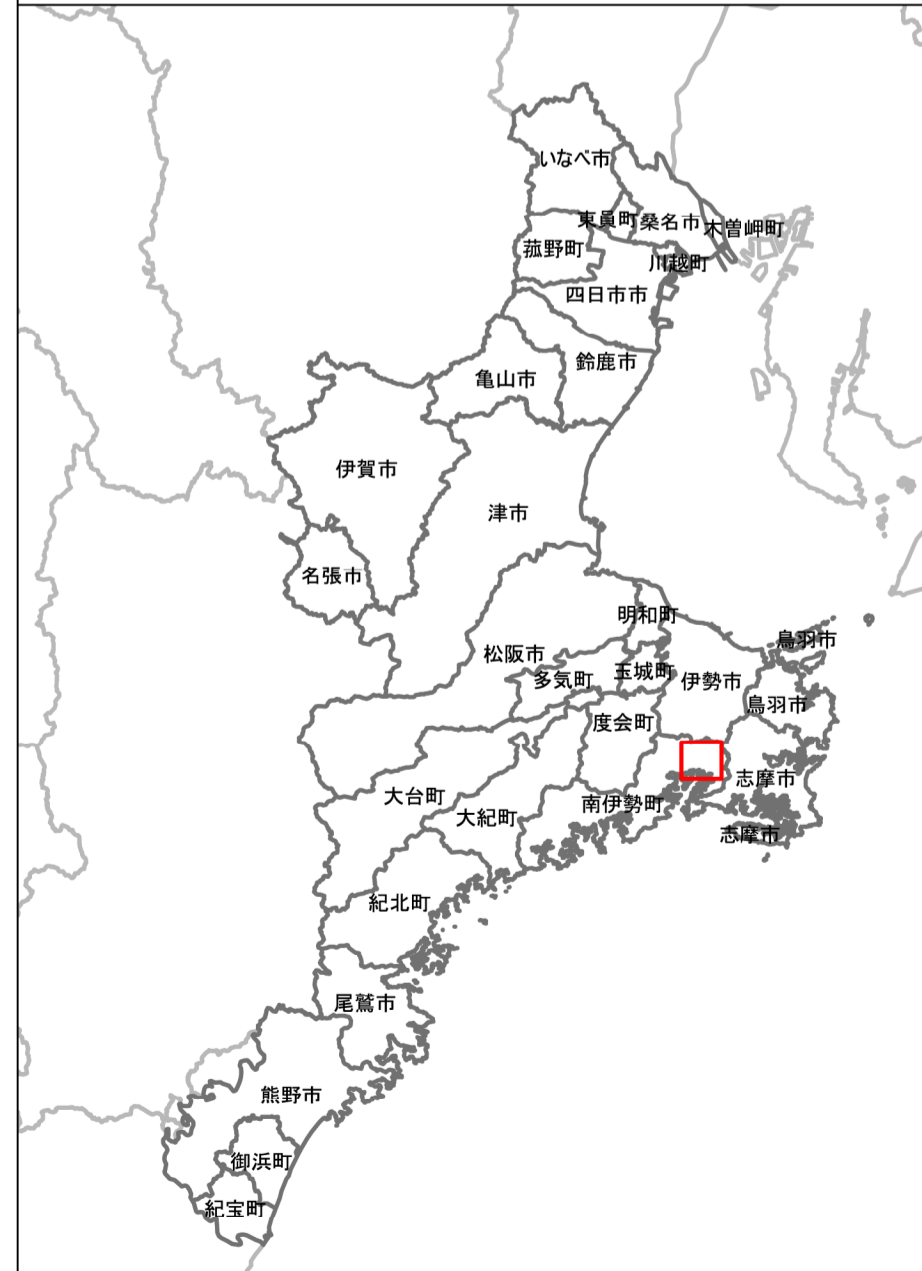 いなべ市
東員町
桑名市
木曽岬町
菰野町
川越町
四日市市
鈴鹿市
亀山市
伊賀市
津市
名張市
明和町
鳥羽市
松阪市
玉城町
多気町
伊勢市
鳥羽市
度会町
志摩市
大台町
南伊勢町
大紀町
志摩市
紀北町
尾鷲市
熊野市
御浜町
紀宝町